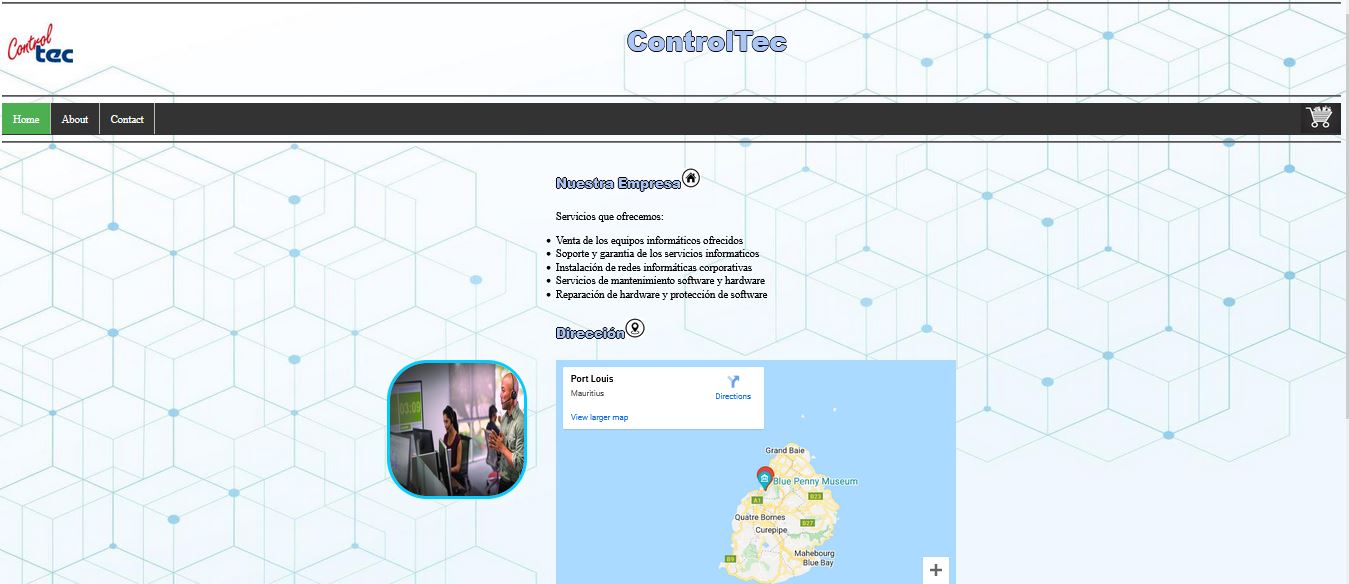 Control
tec
ControlTec
Home
About
Contact
Nuestra Empresa
Servicios que ofrecemos:
Venta de los equipos informáticos ofrecidos
Soporte y garantia de los servicios informaticos
Instalación de redes informáticas corporativas
Servicios de mantenimiento software y hardware
Reparación de hardware y protección de software
Dirección
03:09
Port Louis
Mauritius
Directions
View larger map
Grand Baie
Blue Penny Museum
A1
B23
Quatre Bornes
B27
Curepipe
Mahebourg
Blue Bay
B9